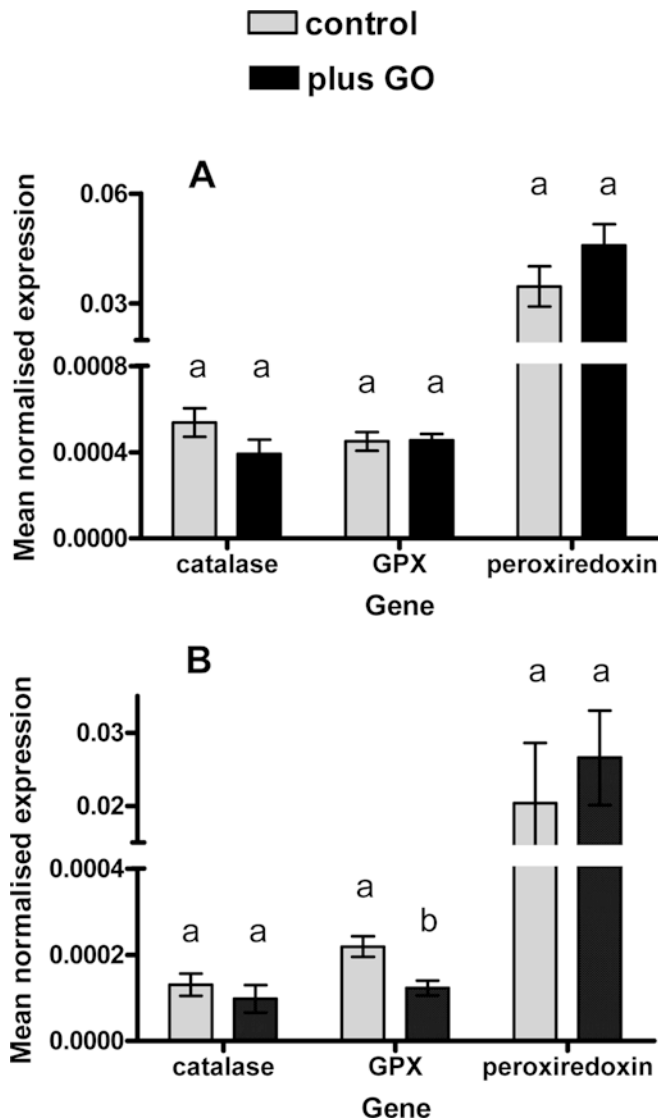 control
plus GO
A
Mean normalised expression
0.06
0.03
0.0008
0.0004
0.0000
a a a a a a
catalase GPX peroxiredoxin
Gene
B
Mean normalised expression
0.03
0.02
0.0004
0.0002
0.0000
a a a b a a
catalase GPX peroxiredoxin
Gene